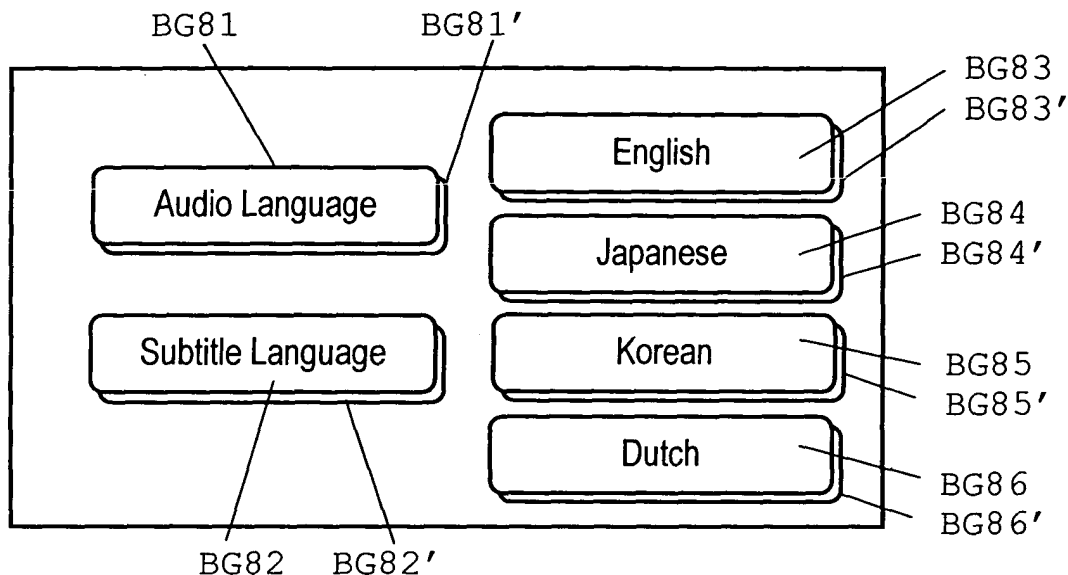 BG81 BG81'
BG83
BG83'
English
Audio Language
BG84
Japanese
BG84'
Subtitle Language
Korean
BG85
BG85'
Dutch
BG86
BG86'
BG82 BG82'